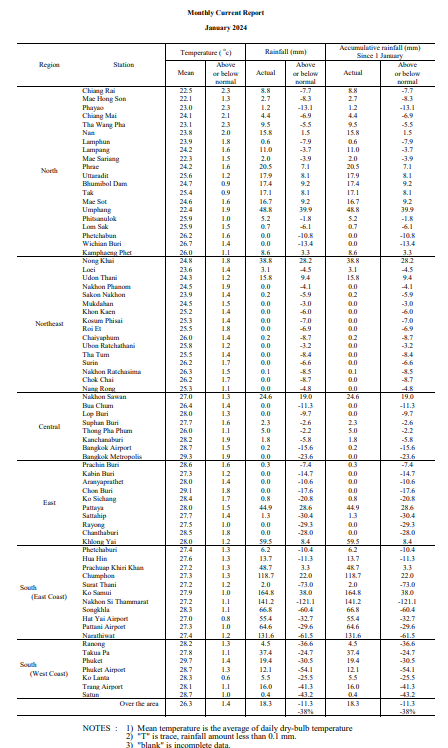 Monthly Current Report
January 2024
Region Station Temperature (°c) Rainfall (mm) Accumulative rainfall (mm) Since 1 January
Mean Above or below normal Actual Above or below normal Actual Above or below normal
North
Chiang Rai 22.5 2.3 8.8 -7.7 8.8 -7.7
Mae Hong Son 22.1 1.3 2.7 -8.3 2.7 -8.3
Phayao 23.0 2.3 1.2 -13.1 1.2 -13.1
Chiang Mai 24.1 2.1 4.4 -6.9 4.4 -6.9
Tha Wang Pha 23.1 2.3 9.5 -5.5 9.5 -5.5
Nan 23.8 2.0 15.8 1.5 15.8 1.5
Lamphun 23.9 1.8 0.6 -7.9 0.6 -7.9
Lampang 24.2 1.6 11.0 -3.7 11.0 -3.7
Mae Sariang 22.3 1.5 2.0 -3.9 2.0 -3.9
Phrae 24.2 1.6 20.5 7.1 20.5 7.1
Uttaradit 25.6 1.2 17.9 8.1 17.9 8.1
Bhumibol Dam 24.7 0.9 17.4 9.2 17.4 9.2
Tak 25.4 0.9 17.1 8.1 17.1 8.1
Mae Sot 24.6 1.6 16.7 9.2 16.7 9.2
Umphang 22.4 1.9 48.8 39.9 48.8 39.9
Phitsanulok 25.9 1.0 5.2 -1.8 5.2 -1.8
Lom Sak 25.9 1.5 0.7 -6.1 0.7 -6.1
Phetchabun 26.2 1.6 0.0 -10.8 0.0 -10.8
Wichian Buri 26.7 1.4 0.0 -13.4 0.0 -13.4
Kamphaeng Phet 26.0 1.1 8.6 3.3 8.6 3.3
Northeast
Nong Khai 24.8 1.8 38.8 28.2 38.8 28.2
Loei 23.6 1.4 3.1 -4.5 3.1 -4.5
Udon Thani 24.3 1.2 15.8 9.4 15.8 9.4
Nakhon Phanom 24.5 1.9 0.0 -4.1 0.0 -4.1
Sakon Nakhon 23.9 1.4 0.2 -5.9 0.2 -5.9
Mukdahan 24.5 1.5 0.0 -3.0 0.0 -3.0
Khon Kaen 25.2 1.4 0.0 -6.0 0.0 -6.0
Kosum Phisai 25.3 1.4 0.0 -7.0 0.0 -7.0
Roi Et 25.5 1.8 0.0 -6.9 0.0 -6.9
Chaiyaphum 26.0 1.4 0.2 -8.7 0.2 -8.7
Ubon Ratchathani 25.8 1.2 0.0 -3.2 0.0 -3.2
Tha Tum 25.5 1.4 0.0 -8.4 0.0 -8.4
Surin 26.2 1.7 0.0 -6.6 0.0 -6.6
Nakhon Ratchasima 26.3 1.5 0.1 -8.5 0.1 -8.5
Chok Chai 26.2 1.7 0.0 -8.7 0.0 -8.7
Nang Rong 25.3 1.1 0.0 -4.8 0.0 -4.8
Central
Nakhon Sawan 27.0 1.3 24.6 19.0 24.6 19.0
Bua Chum 26.4 1.4 0.0 -11.3 0.0 -11.3
Lop Buri 28.0 1.3 0.0 -9.7 0.0 -9.7
Suphan Buri 27.7 1.6 2.3 -2.6 2.3 -2.6
Thong Pha Phum 26.0 1.1 5.0 -2.2 5.0 -2.2
Kanchanaburi 28.2 1.9 1.8 -5.8 1.8 -5.8
Bangkok Airport 28.7 1.5 0.2 -15.6 0.2 -15.6
Bangkok Metropolis 29.3 1.9 0.0 -23.6 0.0 -23.6
East
Prachin Buri 28.6 1.6 0.3 -7.4 0.3 -7.4
Kabin Buri 27.3 1.2 0.0 -14.7 0.0 -14.7
Aranyaprathet 28.0 1.4 0.0 -10.6 0.0 -10.6
Chon Buri 29.1 1.8 0.0 -17.6 0.0 -17.6
Ko Sichang 28.4 1.7 0.8 -20.8 0.8 -20.8
Pattaya 28.0 1.5 44.9 28.6 44.9 28.6
Sattahip 27.7 1.4 1.3 -30.4 1.3 -30.4
Rayong 27.5 1.0 0.0 -29.3 0.0 -29.3
Chanthaburi 28.5 1.8 0.0 -28.0 0.0 -28.0
Khlong Yai 28.0 1.2 59.5 8.4 59.5 8.4
South (East Coast)
Phetchaburi 27.4 1.3 6.2 -10.4 6.2 -10.4
Hua Hin 27.6 1.3 13.7 -11.3 13.7 -11.3
Prachuap Khiri Khan 27.2 1.3 48.7 3.3 48.7 3.3
Chumphon 27.3 1.3 118.7 22.0 118.7 22.0
Surat Thani 27.2 1.2 2.0 -73.0 2.0 -73.0
Ko Samui 27.9 1.0 164.8 38.0 164.8 38.0
Nakhon Si Thammarat 27.2 1.1 141.2 -121.1 141.2 -121.1
Songkhla 28.3 1.1 66.8 -60.4 66.8 -60.4
Hat Yai Airport 27.0 0.8 55.4 -32.7 55.4 -32.7
Pattani Airport 27.3 1.0 64.6 -29.6 64.6 -29.6
Narathiwat 27.4 1.2 131.6 -61.5 131.6 -61.5
South (West Coast)
Ranong 28.2 1.3 4.5 -36.6 4.5 -36.6
Takua Pa 27.8 1.1 37.4 -24.7 37.4 -24.7
Phuket 29.7 1.4 19.4 -30.5 19.4 -30.5
Phuket Airport 28.7 1.3 12.1 -54.1 12.1 -54.1
Ko Lanta 28.3 0.6 5.5 -25.5 5.5 -25.5
Trang Airport 28.1 1.1 16.0 -41.3 16.0 -41.3
Satun 28.7 1.0 0.4 -43.2 0.4 -43.2
Over the area 26.3 1.4 18.3 -11.3 18.3 -11.3
-38% -38%
NOTES : 1) Mean temperature is the average of daily dry-bulb temperature
2) "T" is trace, rainfall amount less than 0.1 mm.
3) "blank" is incomplete data.